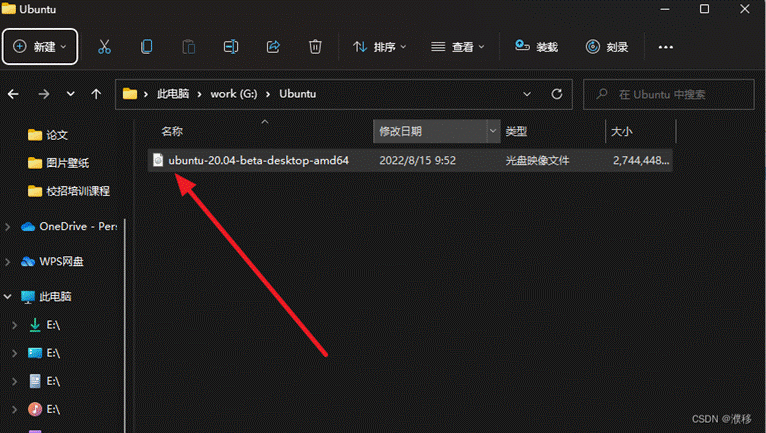 Ubuntu
新建
排序
查看
装载
刻录
此电脑 work (G:) Ubuntu
在 Ubuntu 中搜索
名称 修改日期 类型 大小
ubuntu-20.04-beta-desktop-amd64 2022/8/15 9:52 光盘映像文件 2,744,448...
论文
图片壁纸
校招培训课程
OneDrive - Pers
WPS网盘
此电脑
E:\
E:\
E:\
E:\
CSDN @濮移